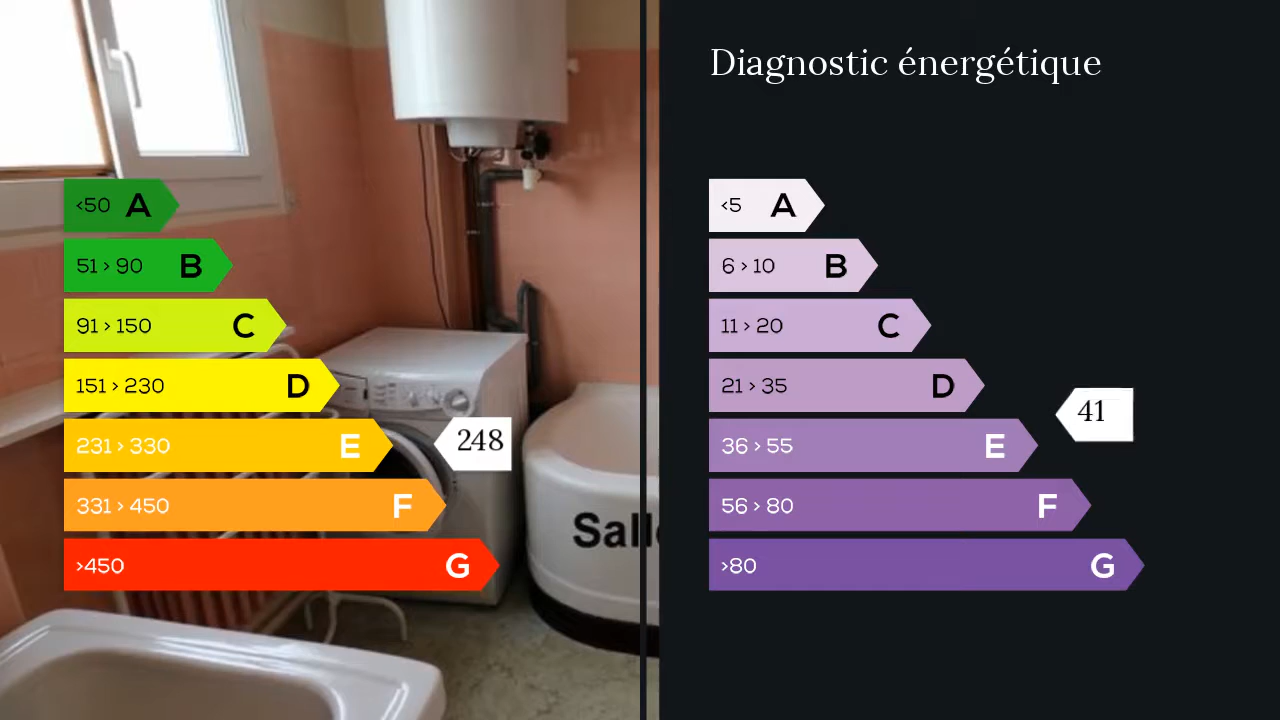 Diagnostic énergétique
<50 A
51 > 90 B
91 > 150 C
151 > 230 D
231 > 330 E
248
331 > 450 F
>450 G
<5 A
6 > 10 B
11 > 20 C
21 > 35 D
41
36 > 55 E
56 > 80 F
>80 G